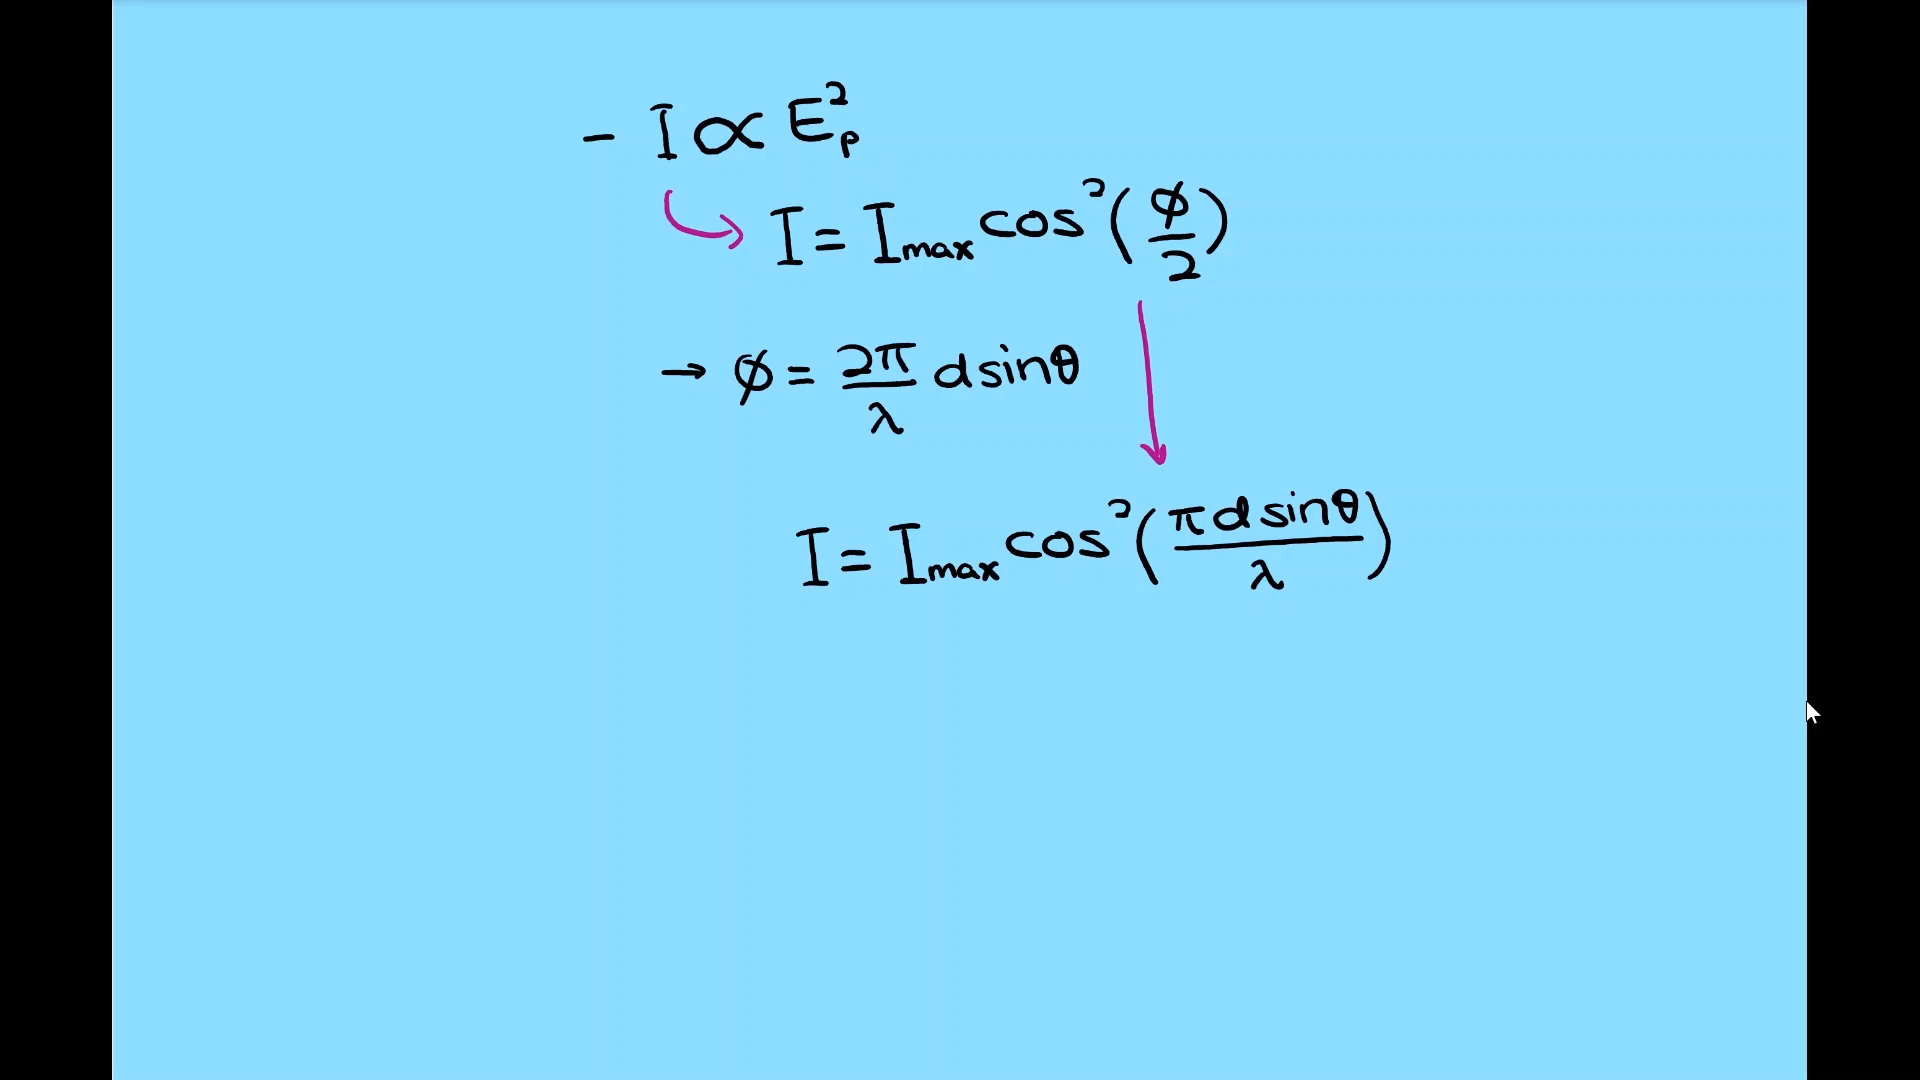 - I ∝ E_p^2
I = I_max cos^2(φ/2)
→ φ = 2π/λ d sinθ
I = I_max cos^2(π d sinθ/λ)